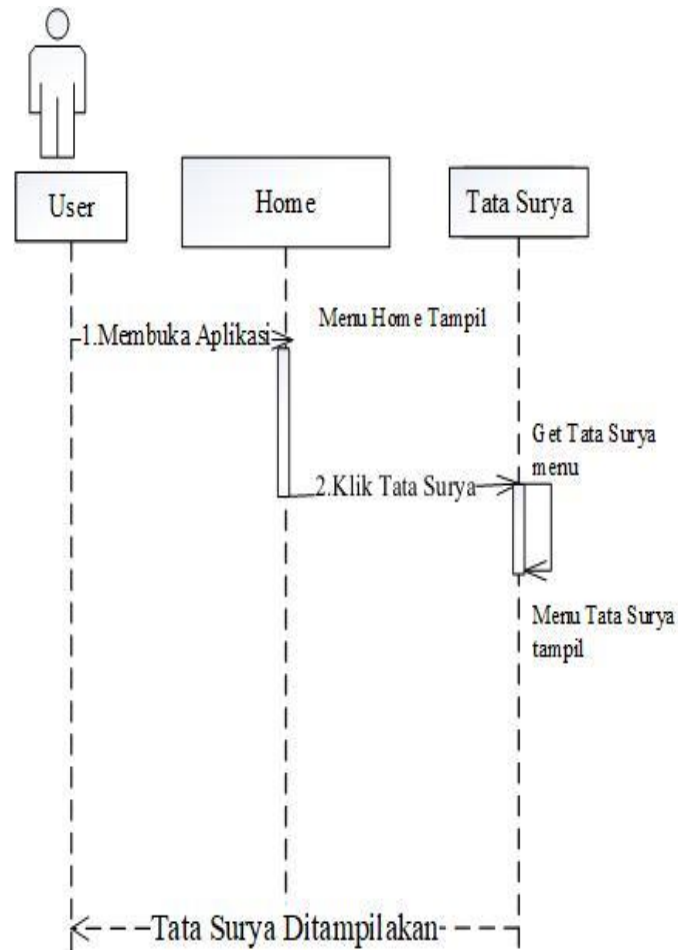 User
Home
Tata Surya
Menu Home Tampil
1.Membuka Aplikasi
Get Tata Surya
menu
2.Klik Tata Surya
Menu Tata Surya
tampil
Tata Surya Ditampilakan